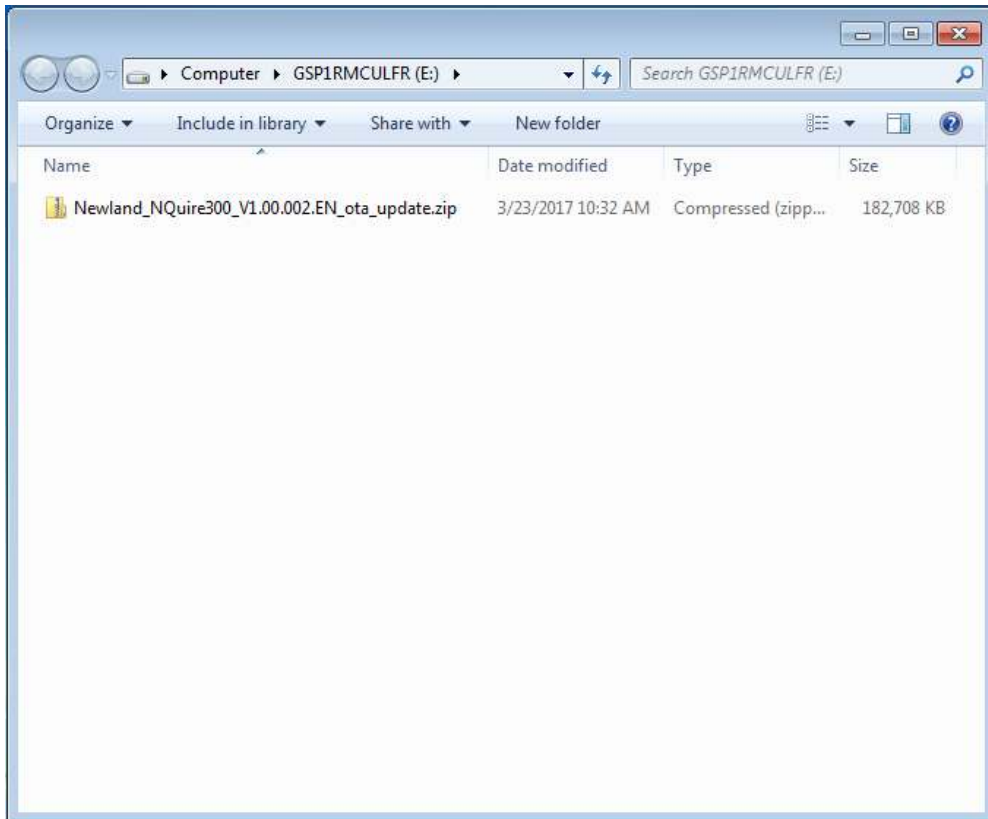 Computer GSP1RMCULFR (E:) Search GSP1RMCULFR (E:)
Organize Include in library Share with New folder
Name Date modified Type Size
Newland_NQuire300_V1.00.002.EN_ota_update.zip 3/23/2017 10:32 AM Compressed (zipp... 182,708 KB